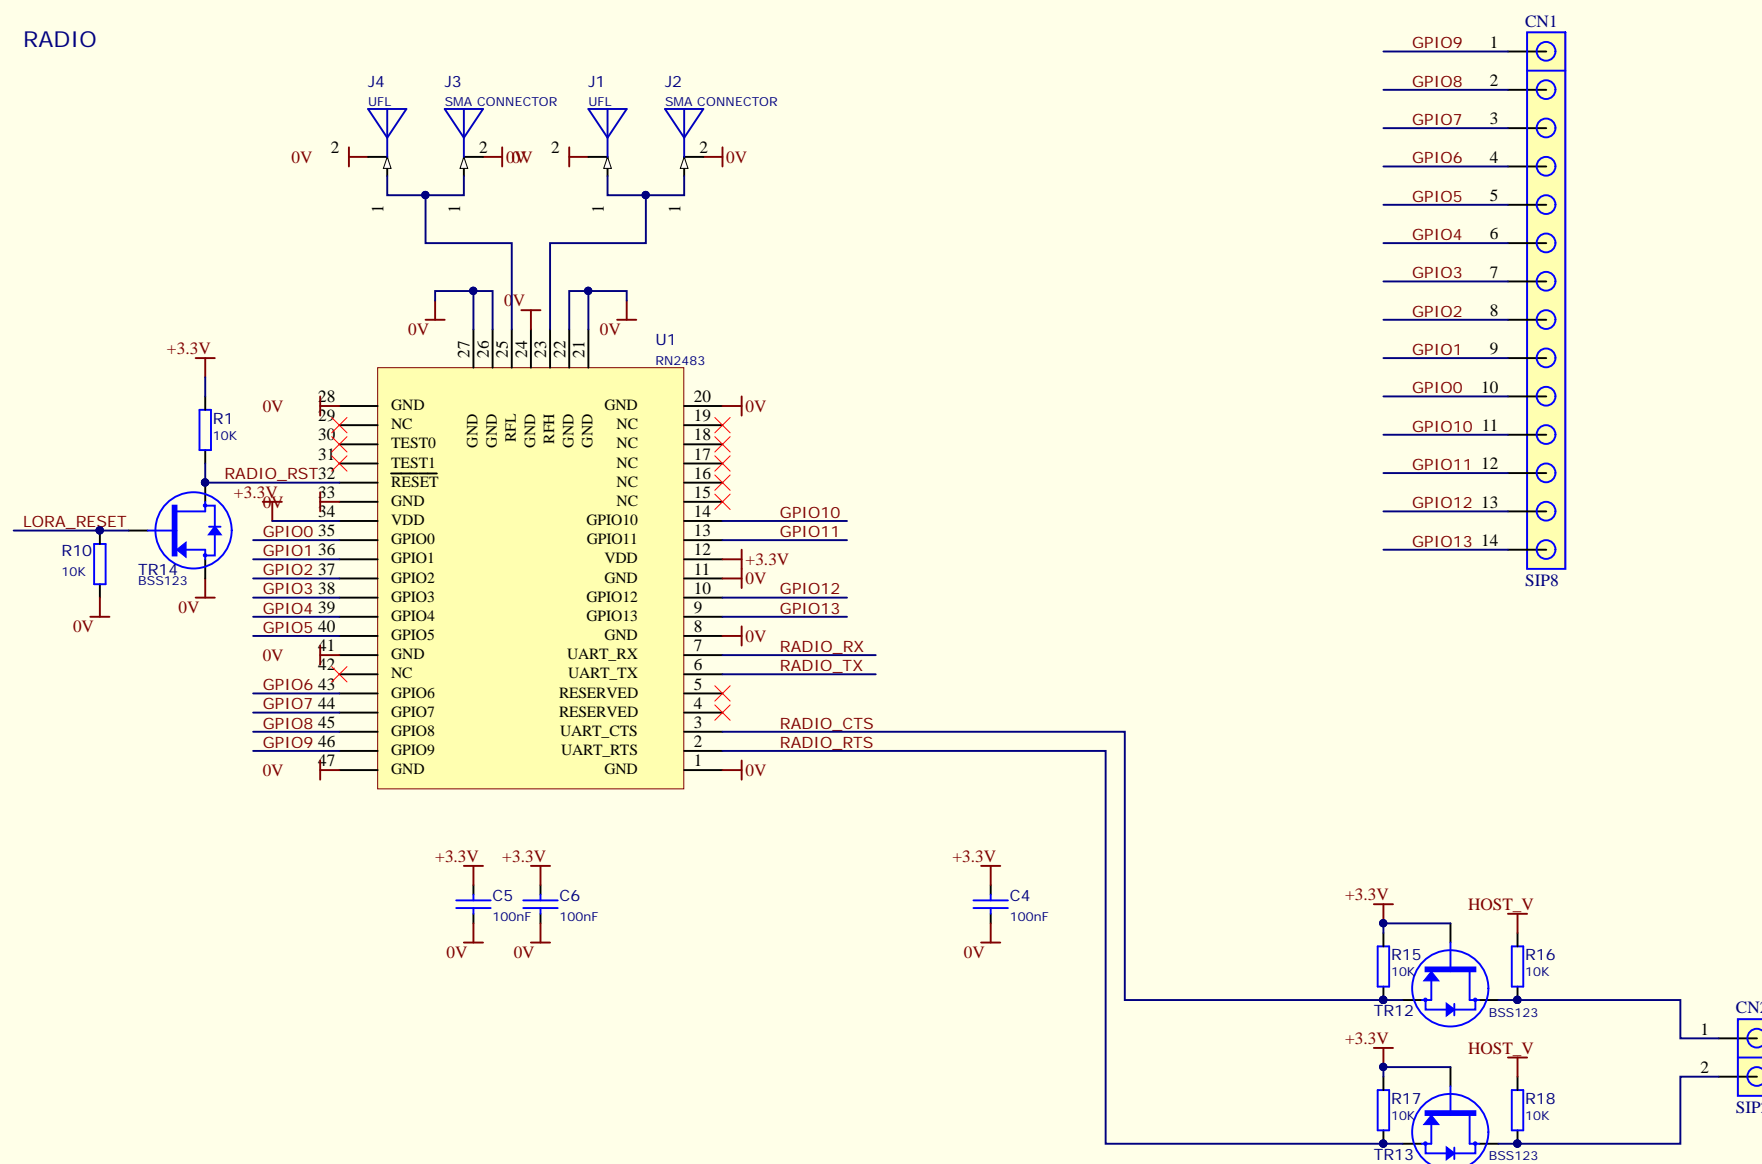 RADIO
CN1
GPIO9 1
GPIO8 2
GPIO7 3
GPIO6 4
GPIO5 5
GPIO4 6
GPIO3 7
GPIO2 8
GPIO1 9
GPIO0 10
GPIO10 11
GPIO11 12
GPIO12 13
GPIO13 14
SIP8
J4 J3 J1 J2
UFL SMA CONNECTOR UFL SMA CONNECTOR
0V 2 2 0V 0V 2 2 0V
1 1 1 1
0V 0V 0V
27 26 25 24 23 22 21
U1
RN2483
GND GND RFL GND RFH GND GND
0V 28 GND GND 20 0V
29 NC NC 19
30 TEST0 NC 18
31 TEST1 NC 17
RADIO_RST 32 RESET NC 16
0V 33 GND NC 15
+3.3V 34 VDD GPIO10 14 GPIO10
GPIO0 35 GPIO0 GPIO11 13 GPIO11
GPIO1 36 GPIO1 VDD 12 +3.3V
GPIO2 37 GPIO2 GND 11 0V
GPIO3 38 GPIO3 GPIO12 10 GPIO12
GPIO4 39 GPIO4 GPIO13 9 GPIO13
GPIO5 40 GPIO5 GND 8 0V
0V 41 GND UART_RX 7 RADIO_RX
42 NC UART_TX 6 RADIO_TX
GPIO6 43 GPIO6 RESERVED 5
GPIO7 44 GPIO7 RESERVED 4
GPIO8 45 GPIO8 UART_CTS 3 RADIO_CTS
GPIO9 46 GPIO9 UART_RTS 2 RADIO_RTS
0V 47 GND GND 1 0V
+3.3V
R1
10K
LORA_RESET
R10
10K
TR14
BSS123
0V
0V
+3.3V +3.3V +3.3V
C5 C6 C4
100nF 100nF 100nF
0V 0V 0V
+3.3V HOST_V
R15 R16
10K 10K
TR12 BSS123
+3.3V HOST_V
R17 R18
10K 10K
TR13 BSS123
1
2